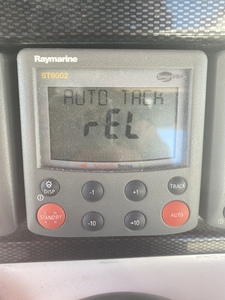 Raymarine
ST6002
AUTO TACK
rEL
DISP
-1
+1
TRACK
STANDBY
-10
+10
AUTO